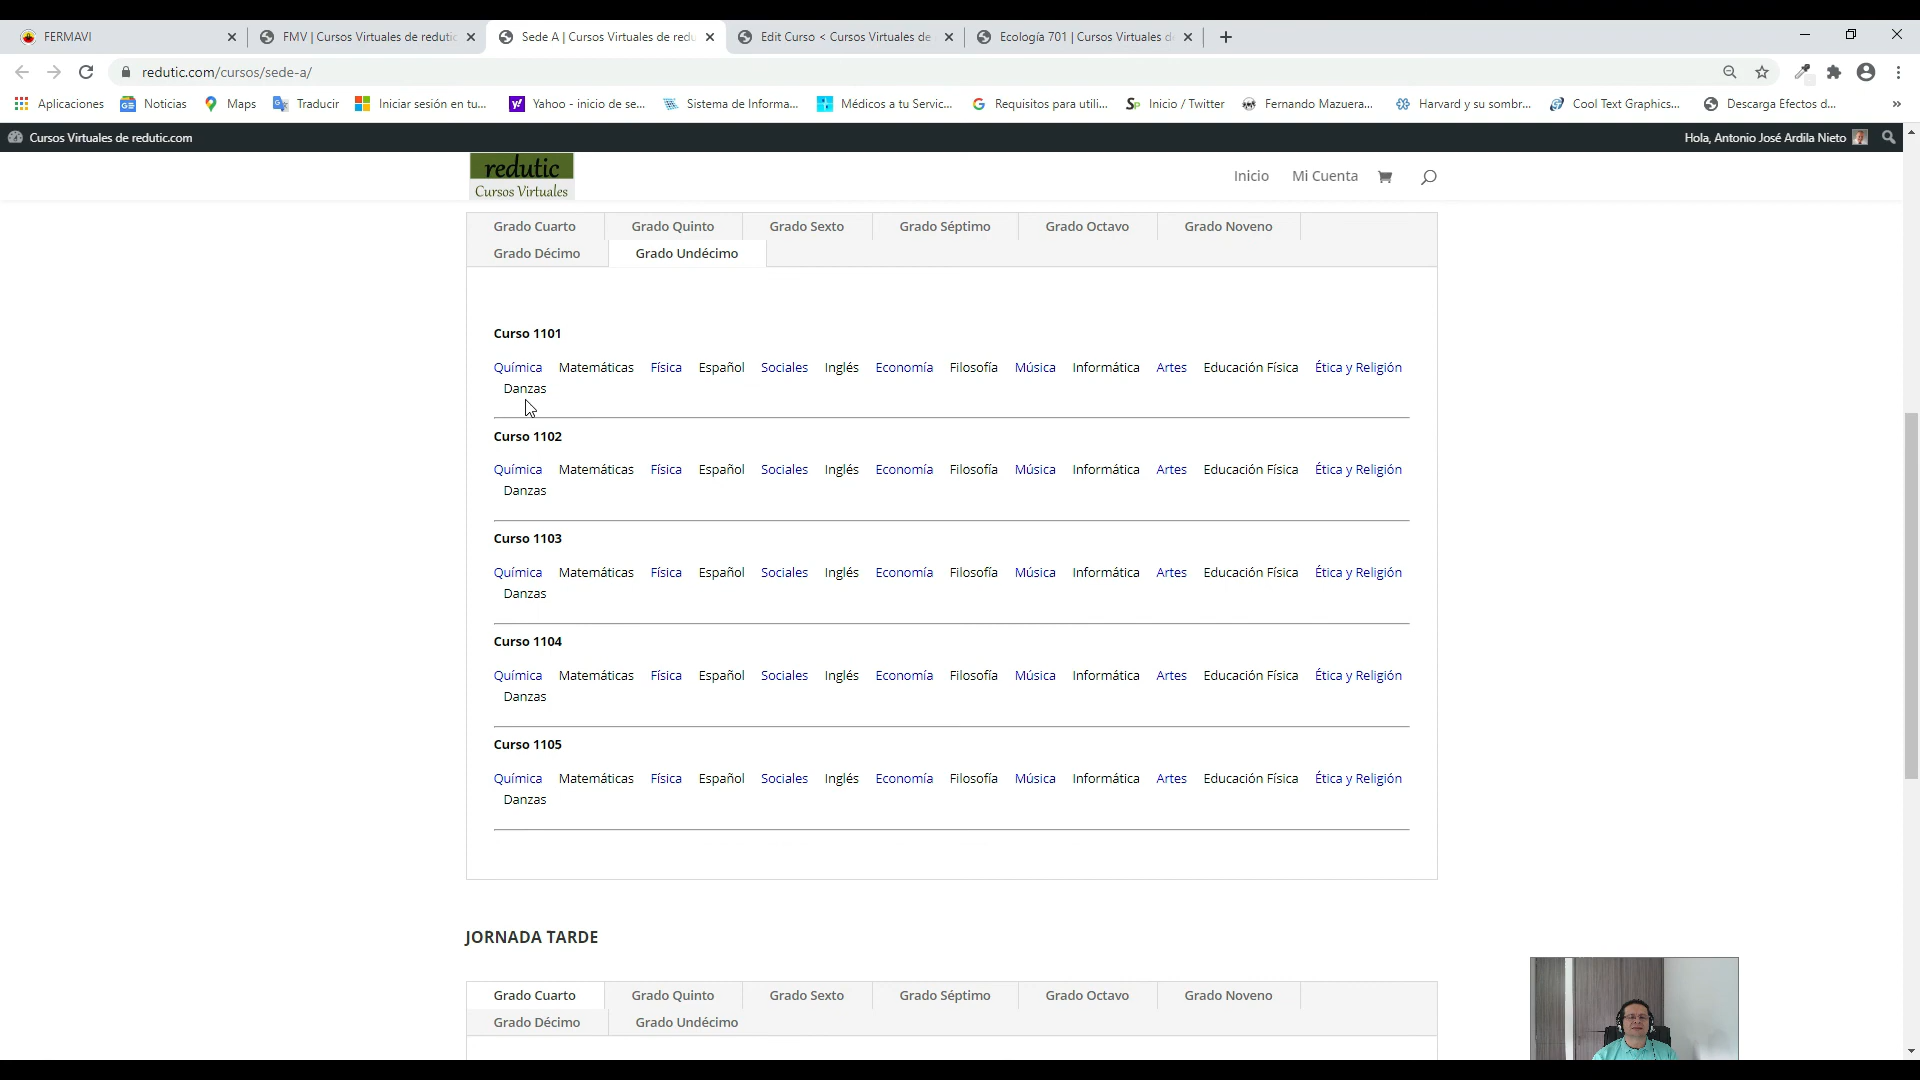 FERMAVI
FMV | Cursos Virtuales de redutic
Sede A | Cursos Virtuales de redu
Edit Curso < Cursos Virtuales de
Ecología 701 | Cursos Virtuales d
redutic.com/cursos/sede-a/
Aplicaciones Noticias Maps Traducir Iniciar sesión en tu... Yahoo - inicio de se... Sistema de Informa... Médicos a tu Servic... Requisitos para utili... Inicio / Twitter Fernando Mazuera... Harvard y su sombr... Cool Text Graphics... Descarga Efectos d... »
Cursos Virtuales de redutic.com
Hola, Antonio José Ardila Nieto
redutic
Cursos Virtuales
Inicio Mi Cuenta
Grado Cuarto Grado Quinto Grado Sexto Grado Séptimo Grado Octavo Grado Noveno
Grado Décimo Grado Undécimo
Curso 1101
Química Matemáticas Física Español Sociales Inglés Economía Filosofía Música Informática Artes Educación Física Ética y Religión
Danzas
Curso 1102
Química Matemáticas Física Español Sociales Inglés Economía Filosofía Música Informática Artes Educación Física Ética y Religión
Danzas
Curso 1103
Química Matemáticas Física Español Sociales Inglés Economía Filosofía Música Informática Artes Educación Física Ética y Religión
Danzas
Curso 1104
Química Matemáticas Física Español Sociales Inglés Economía Filosofía Música Informática Artes Educación Física Ética y Religión
Danzas
Curso 1105
Química Matemáticas Física Español Sociales Inglés Economía Filosofía Música Informática Artes Educación Física Ética y Religión
Danzas
JORNADA TARDE
Grado Cuarto Grado Quinto Grado Sexto Grado Séptimo Grado Octavo Grado Noveno
Grado Décimo Grado Undécimo